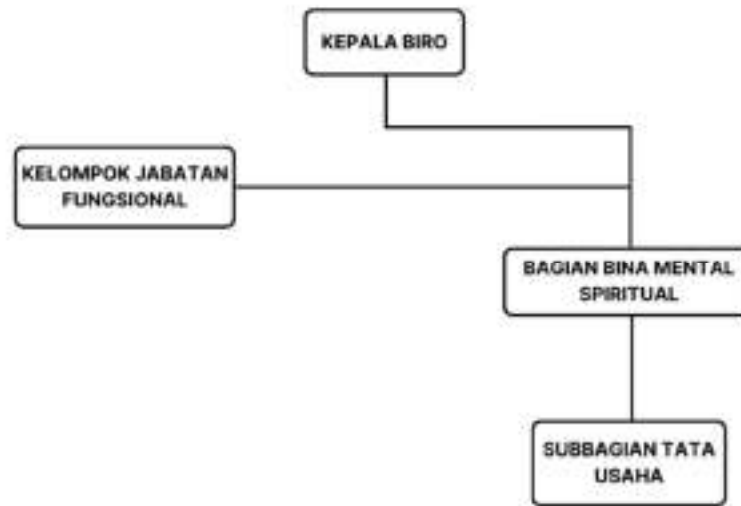 KEPALA BIRO
KELOMPOK JABATAN
FUNGSIONAL
BAGIAN BINA MENTAL
SPIRITUAL
SUBBAGIAN TATA
USAHA